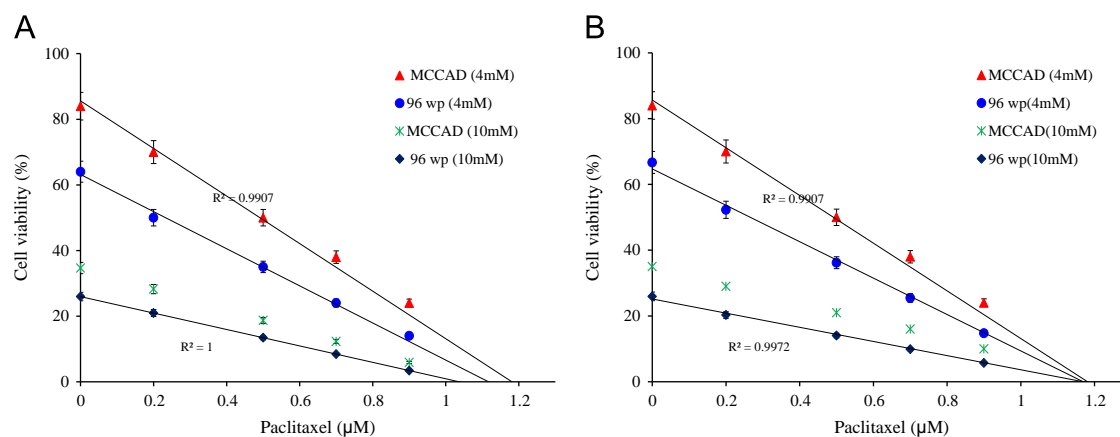 A
100
80
60
40
20
0
Cell viability (%)
MCCAD (4mM)
96 wp (4mM)
MCCAD (10mM)
96 wp (10mM)
R² = 0.9907
R² = 1
0 0.2 0.4 0.6 0.8 1 1.2
Paclitaxel (µM)
B
100
80
60
40
20
0
Cell viability (%)
MCCAD (4mM)
96 wp(4mM)
MCCAD(10mM)
96 wp(10mM)
R² = 0.9907
R² = 0.9972
0 0.2 0.4 0.6 0.8 1 1.2
Paclitaxel (µM)